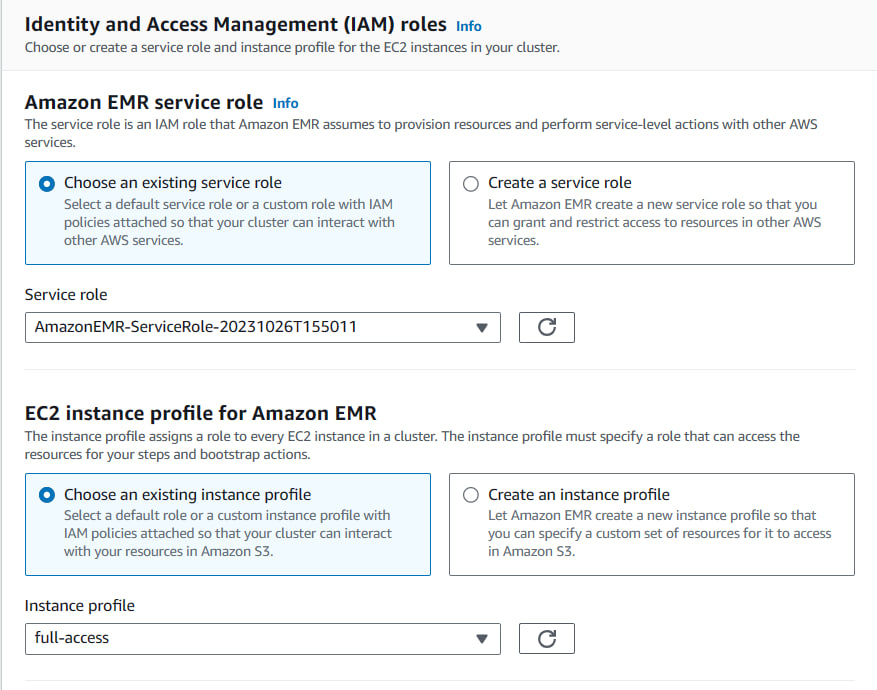 Identity and Access Management (IAM) roles Info
Choose or create a service role and instance profile for the EC2 instances in your cluster.
Amazon EMR service role Info
The service role is an IAM role that Amazon EMR assumes to provision resources and perform service-level actions with other AWS
services.
Choose an existing service role
Select a default service role or a custom role with IAM
policies attached so that your cluster can interact with
other AWS services.
Create a service role
Let Amazon EMR create a new service role so that you
can grant and restrict access to resources in other AWS
services.
Service role
AmazonEMR-ServiceRole-20231026T155011
EC2 instance profile for Amazon EMR
The instance profile assigns a role to every EC2 instance in a cluster. The instance profile must specify a role that can access the
resources for your steps and bootstrap actions.
Choose an existing instance profile
Select a default role or a custom instance profile with
IAM policies attached so that your cluster can interact
with your resources in Amazon S3.
Create an instance profile
Let Amazon EMR create a new instance profile so that
you can specify a custom set of resources for it to access
in Amazon S3.
Instance profile
full-access